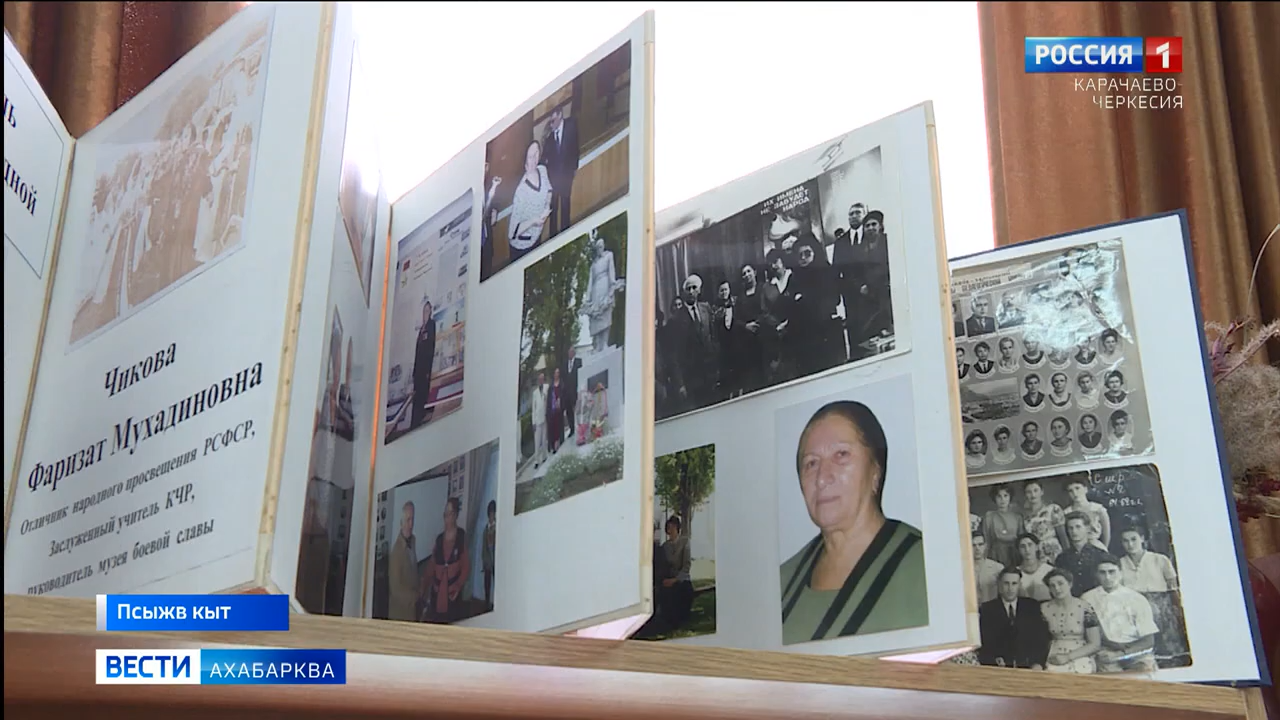 РОССИЯ 1
КАРАЧАЕВО-
ЧЕРКЕСИЯ
Чикова
Фаризат Мухадиновна
Отличник народного просвещения РСФСР,
Заслуженный учитель КЧР,
руководитель музея боевой славы
ИХ ИМЕНА
НЕ ЗАБУДЕТ
НАРОД
Псыжв кыт
ВЕСТИ АХАБАРКВА